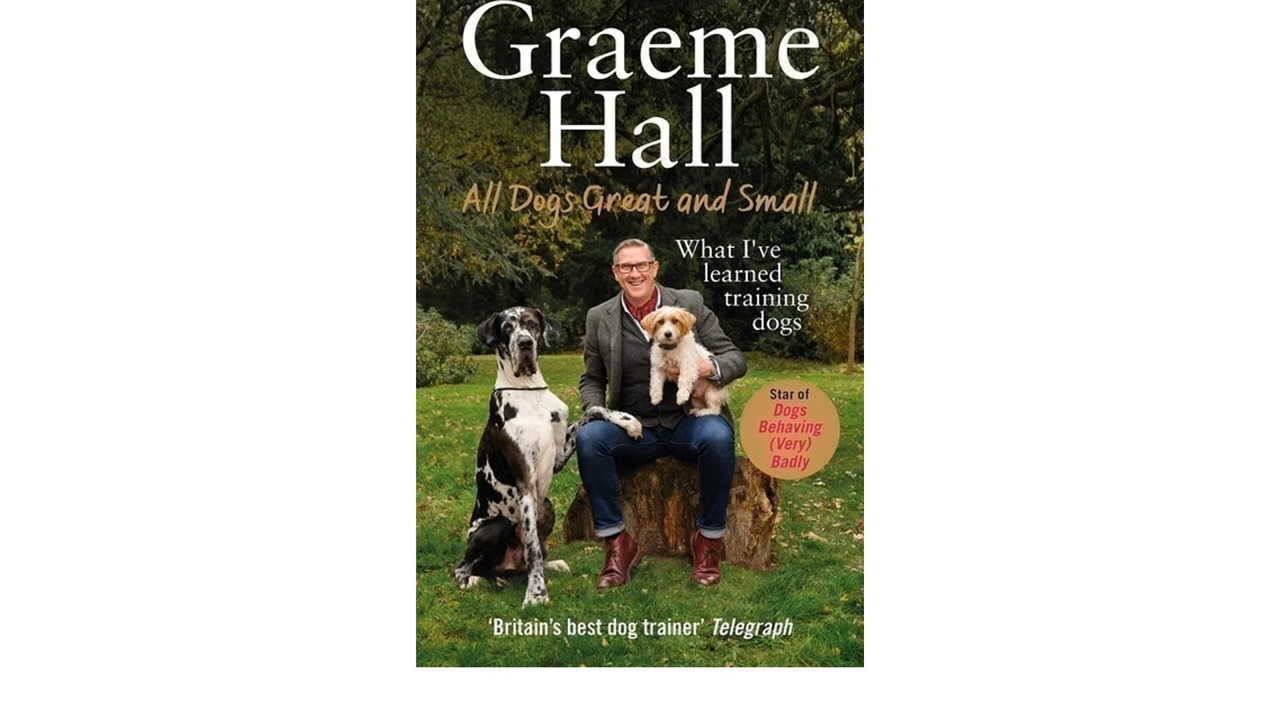 Graeme
Hall
All Dogs Great and Small
What I've
learned
training
dogs
Star of
Dogs
Behaving
(Very)
Badly
‘Britain’s best dog trainer’ Telegraph